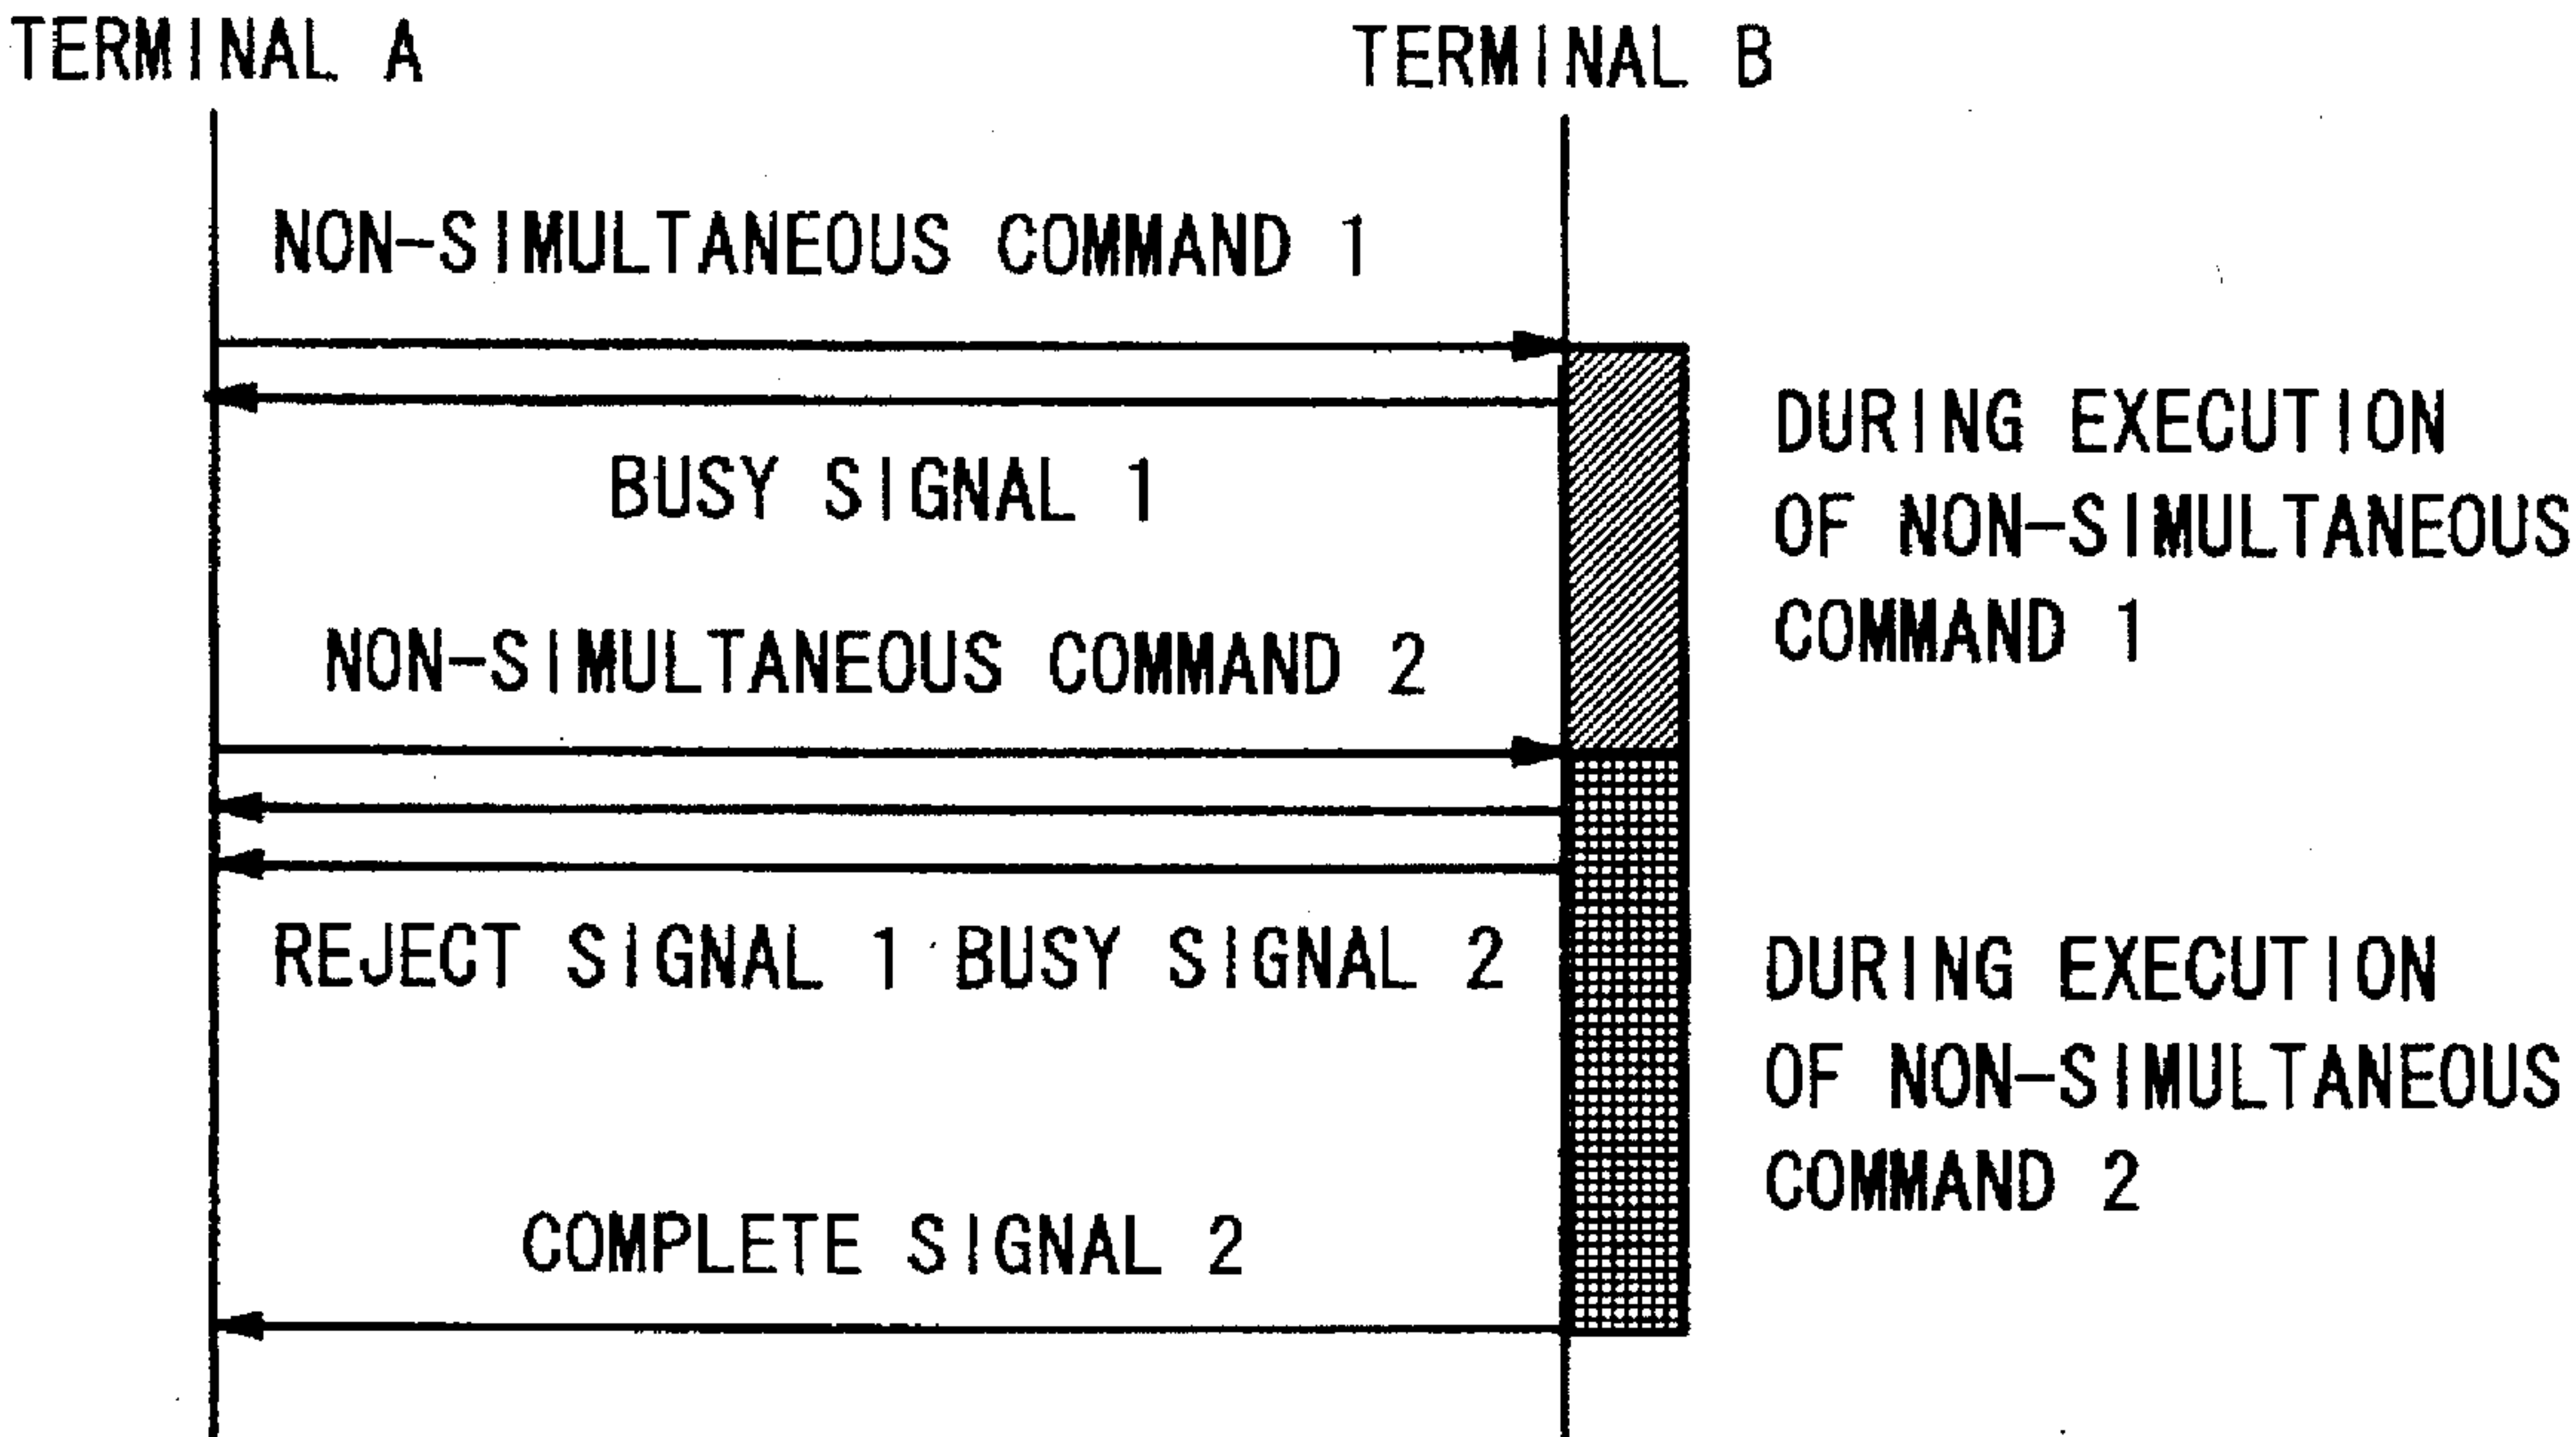 TERMINAL A
TERMINAL B
NON-SIMULTANEOUS COMMAND 1
BUSY SIGNAL 1
DURING EXECUTION
OF NON-SIMULTANEOUS
COMMAND 1
NON-SIMULTANEOUS COMMAND 2
REJECT SIGNAL 1 BUSY SIGNAL 2
DURING EXECUTION
OF NON-SIMULTANEOUS
COMMAND 2
COMPLETE SIGNAL 2